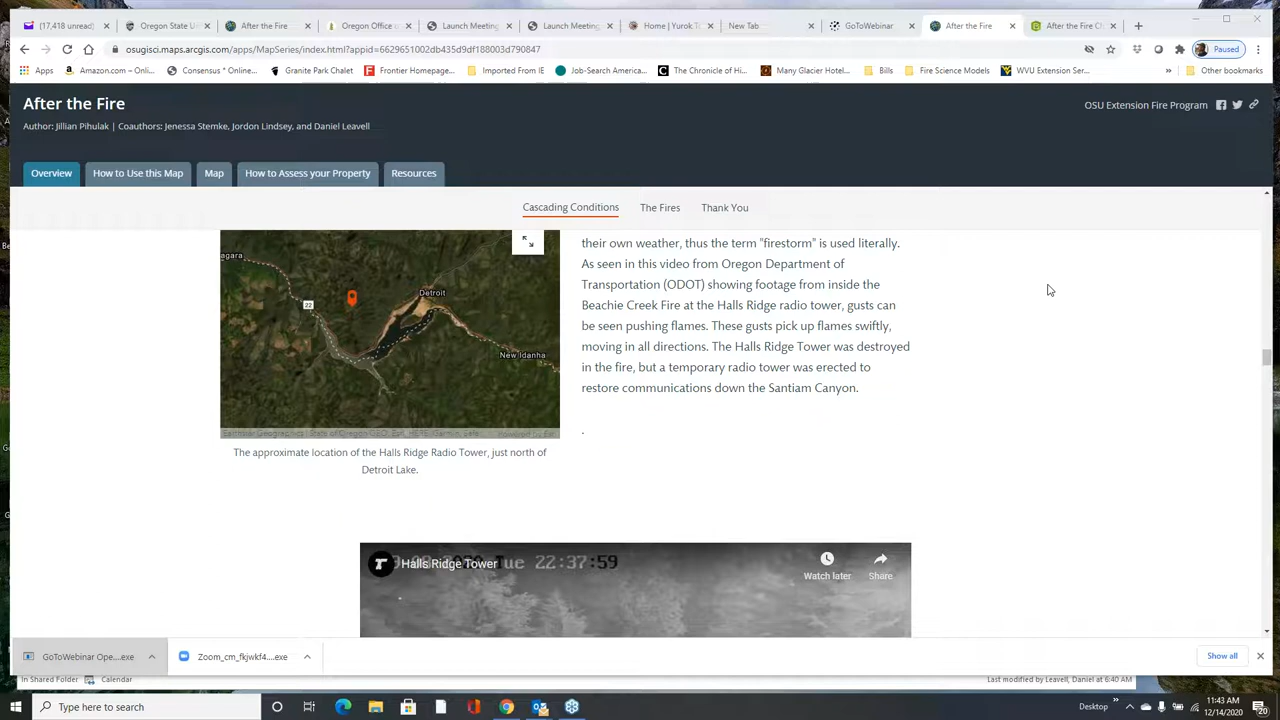 (17,418 unread)
Oregon State U
After the Fire
Oregon Office
Launch Meeting
Launch Meeting
Home | Yurok T
New Tab
GoToWebinar
After the Fire
After the Fire C
osugisci.maps.arcgis.com/apps/MapSeries/index.html?appid=6629651002db435d9df188003d790847
Paused
Apps
Amazon.com – Onli...
Consensus * Online...
Granite Park Chalet
Frontier Homepage...
Imported From IE
Job-Search America...
The Chronicle of Hi...
Many Glacier Hotel...
Bills
Fire Science Models
WVU Extension Ser...
»
Other bookmarks
After the Fire
OSU Extension Fire Program
Author: Jillian Pihulak | Coauthors: Jenessa Stemke, Jordon Lindsey, and Daniel Leavell
Overview
How to Use this Map
Map
How to Assess your Property
Resources
Cascading Conditions
The Fires
Thank You
their own weather, thus the term "firestorm" is used literally.
As seen in this video from Oregon Department of
Transportation (ODOT) showing footage from inside the
Beachie Creek Fire at the Halls Ridge radio tower, gusts can
be seen pushing flames. These gusts pick up flames swiftly,
moving in all directions. The Halls Ridge Tower was destroyed
in the fire, but a temporary radio tower was erected to
restore communications down the Santiam Canyon.
.
agara
22
Detroit
New Idanha
The approximate location of the Halls Ridge Radio Tower, just north of
Detroit Lake.
Tue 22:37:59
Halls Ridge Tower
Watch later
Share
GoToWebinar Ope....exe
Zoom_cm_fkjwkf4....exe
Show all
In Shared Folder
Calendar
Last modified by Leavell, Daniel at 6:40 AM
Type here to search
Desktop
»
11:43 AM
12/14/2020
20